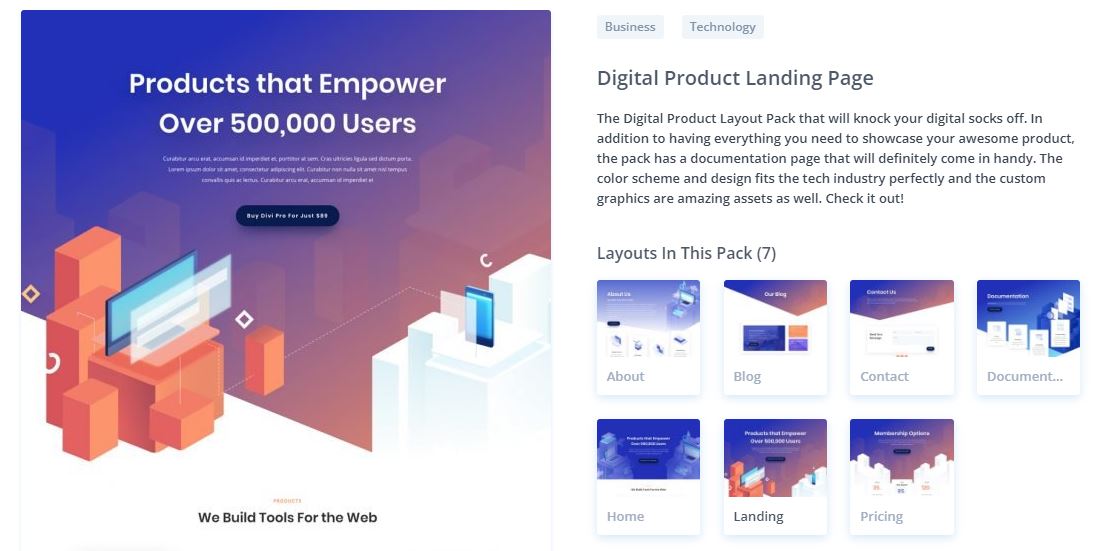 Products that Empower
Over 500,000 Users
Curabitur arcu erat, accumsan id imperdiet et, porttitor at sem. Cras ultricies ligula sed dictum porta.
Lorem ipsum dolor sit amet, consectetur adipiscing elit. Curabitur non nulla sit amet nisl tempus
convallis quis ac lectus. Curabitur arcu erat, accumsan id imperdiet et
Buy Divi Pro For Just $89
PRODUCTS
We Build Tools For the Web
Business
Technology
Digital Product Landing Page
The Digital Product Layout Pack that will knock your digital socks off. In
addition to having everything you need to showcase your awesome product,
the pack has a documentation page that will definitely come in handy. The
color scheme and design fits the tech industry perfectly and the custom
graphics are amazing assets as well. Check it out!
Layouts In This Pack (7)
About Us
Our Blog
Contact Us
Documentation
About
Blog
Contact
Document...
Products that Empower
Over 500,000 Users
We Build Tools For the Web
Products that Empower
Over 500,000 Users
Membership Options
Home
Landing
Pricing